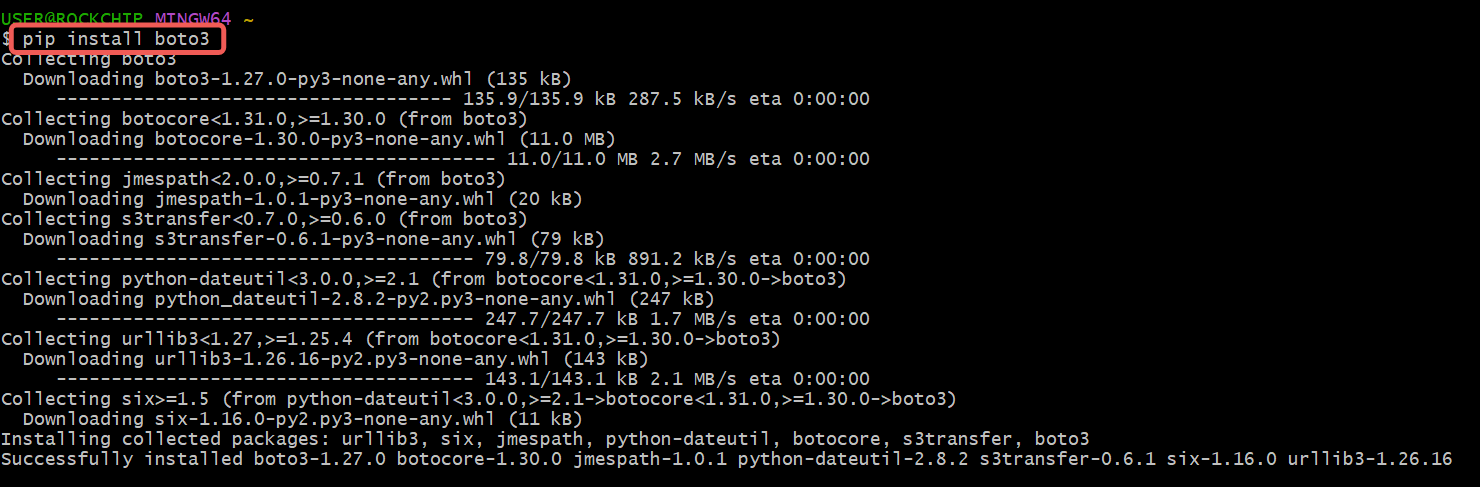 USER@ROCKCHIP MINGW64 ~
$ pip install boto3
Collecting boto3
  Downloading boto3-1.27.0-py3-none-any.whl (135 kB)
     ------------------------------------ 135.9/135.9 kB 287.5 kB/s eta 0:00:00
Collecting botocore<1.31.0,>=1.30.0 (from boto3)
  Downloading botocore-1.30.0-py3-none-any.whl (11.0 MB)
     ---------------------------------------- 11.0/11.0 MB 2.7 MB/s eta 0:00:00
Collecting jmespath<2.0.0,>=0.7.1 (from boto3)
  Downloading jmespath-1.0.1-py3-none-any.whl (20 kB)
Collecting s3transfer<0.7.0,>=0.6.0 (from boto3)
  Downloading s3transfer-0.6.1-py3-none-any.whl (79 kB)
     -------------------------------------- 79.8/79.8 kB 891.2 kB/s eta 0:00:00
Collecting python-dateutil<3.0.0,>=2.1 (from botocore<1.31.0,>=1.30.0->boto3)
  Downloading python_dateutil-2.8.2-py2.py3-none-any.whl (247 kB)
     -------------------------------------- 247.7/247.7 kB 1.7 MB/s eta 0:00:00
Collecting urllib3<1.27,>=1.25.4 (from botocore<1.31.0,>=1.30.0->boto3)
  Downloading urllib3-1.26.16-py2.py3-none-any.whl (143 kB)
     -------------------------------------- 143.1/143.1 kB 2.1 MB/s eta 0:00:00
Collecting six>=1.5 (from python-dateutil<3.0.0,>=2.1->botocore<1.31.0,>=1.30.0->boto3)
  Downloading six-1.16.0-py2.py3-none-any.whl (11 kB)
Installing collected packages: urllib3, six, jmespath, python-dateutil, botocore, s3transfer, boto3
Successfully installed boto3-1.27.0 botocore-1.30.0 jmespath-1.0.1 python-dateutil-2.8.2 s3transfer-0.6.1 six-1.16.0 urllib3-1.26.16